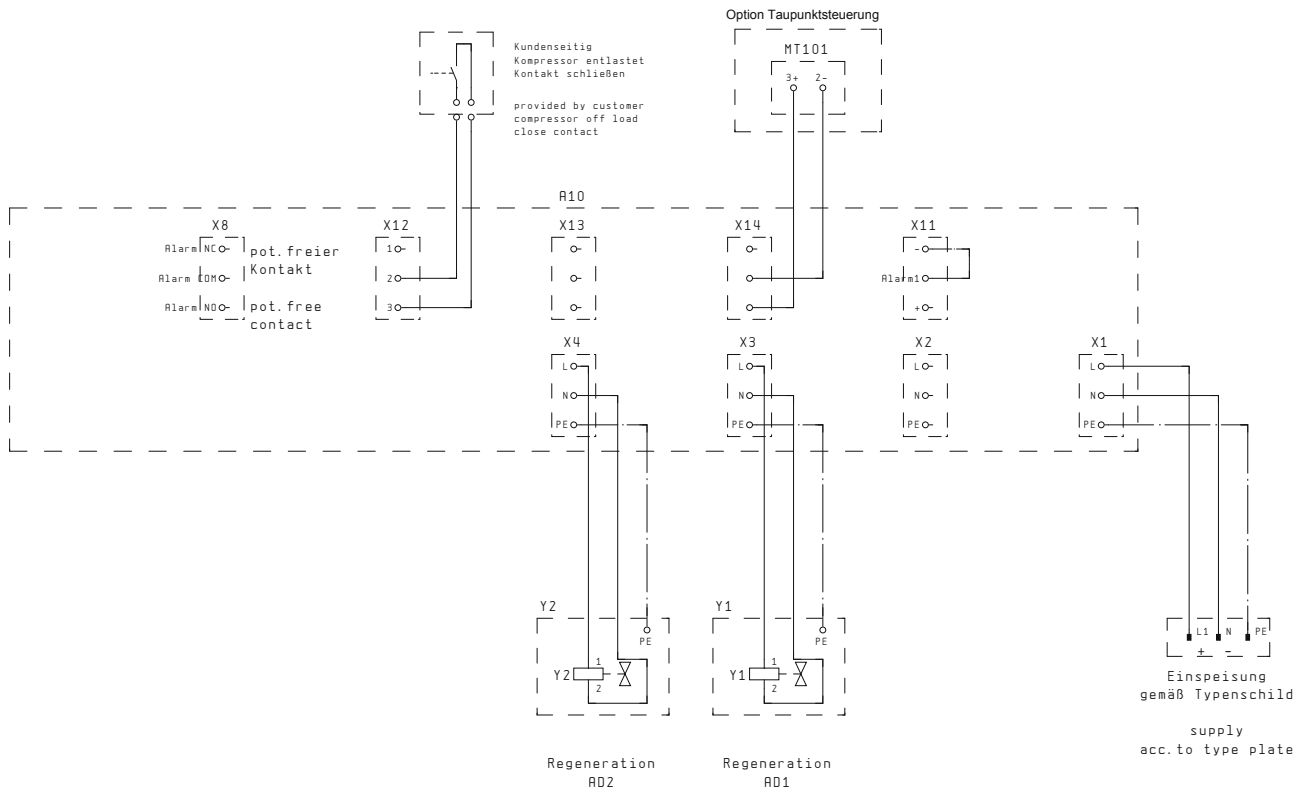 Option Taupunktsteuerung
MT101
3+ 2-
Kundenseitig
Kompressor entlastet
Kontakt schließen
provided by customer
compressor off load
close contact
A10
X8
Alarm NC
Alarm COM
Alarm NO
pot.freier
Kontakt
pot.free
contact
X12
1
2
3
X13
X14
X11
-
Alarm1
+
X4
L
N
PE
X3
L
N
PE
X2
L
N
PE
X1
L
N
PE
Y2
PE
Y2
1
2
Y1
PE
Y1
1
2
L1 N PE
+ -
Einspeisung
gemäß Typenschild
supply
acc.to type plate
Regeneration
AD2
Regeneration
AD1